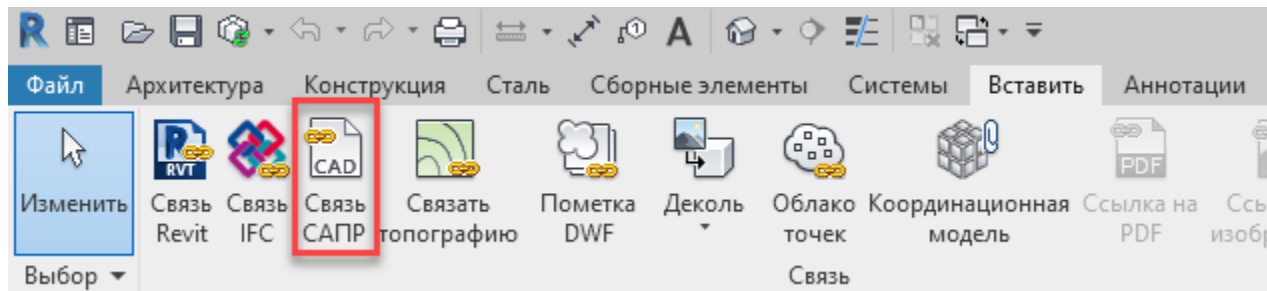 Файл Архитектура Конструкция Сталь Сборные элементы Системы Вставить Аннотации
RVT CAD PDF
Изменить Связь Связь Связь Связать Пометка Деколь Облако Координационная Ссылка на
Revit IFC САПР топографию DWF точек модель PDF
Выбор Связь